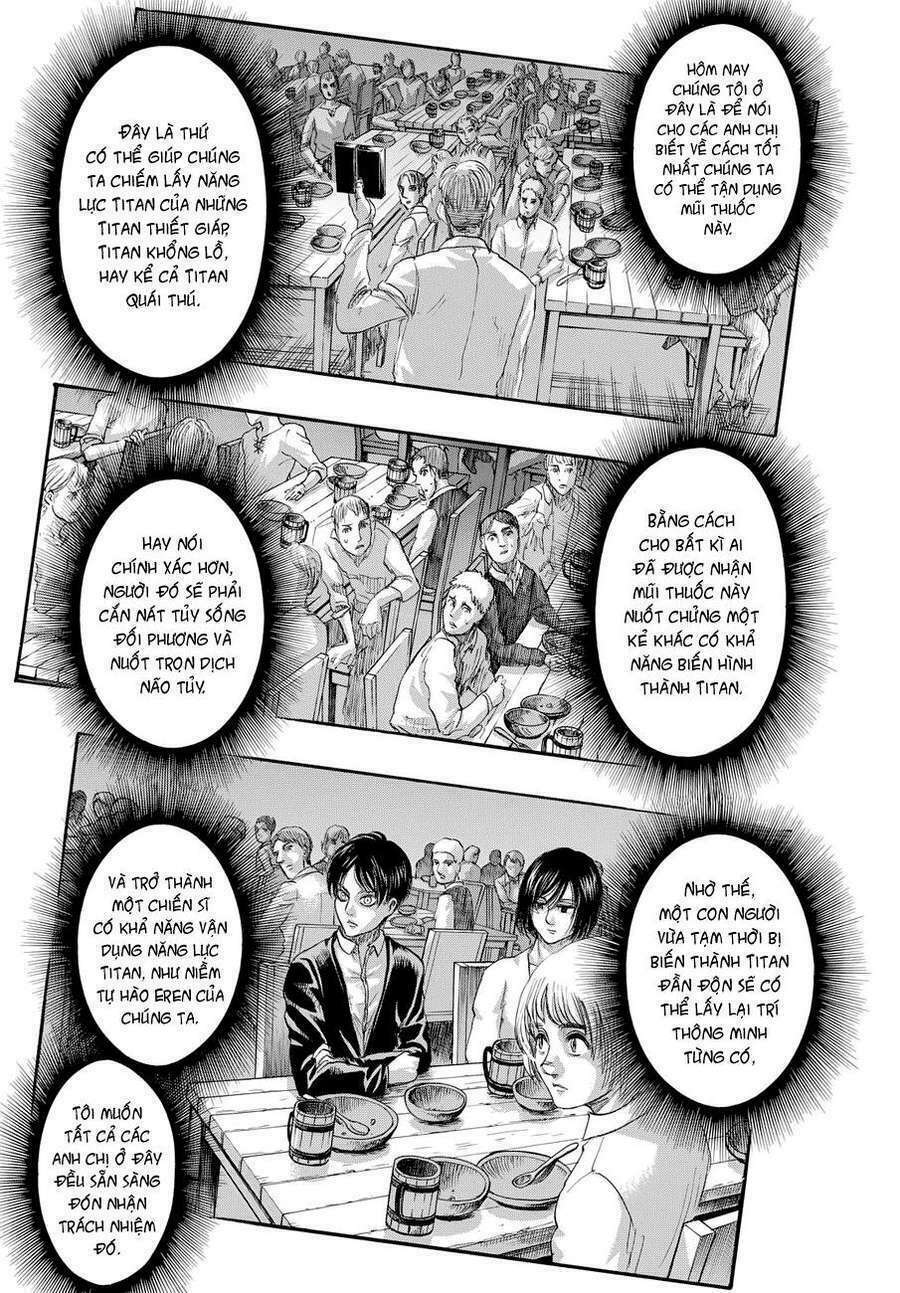 HÔM NAY
CHÚNG TÔI Ở
ĐÂY LÀ ĐỂ NÓI
CHO CÁC ANH CHỊ
BIẾT VỀ CÁCH TỐT
NHẤT CHÚNG TA
CÓ THỂ TẬN DỤNG
MŨI THUỐC
NÀY.
ĐÂY LÀ THỨ
CÓ THỂ GIÚP CHÚNG
TA CHIẾM LẤY NĂNG
LỰC TITAN CỦA NHỮNG
TITAN THIẾT GIÁP,
TITAN KHỔNG LỒ,
HAY KỂ CẢ TITAN
QUÁI THÚ.
BẰNG CÁCH
CHO BẤT KÌ AI
ĐÃ ĐƯỢC NHẬN
MŨI THUỐC NÀY
NUỐT CHỬNG MỘT
KẺ KHÁC CÓ KHẢ
NĂNG BIẾN HÌNH
THÀNH TITAN.
HAY NÓI
CHÍNH XÁC HƠN,
NGƯỜI ĐÓ SẼ PHẢI
CẮN NÁT TỦY SỐNG
ĐỐI PHƯƠNG VÀ
NUỐT TRỌN DỊCH
NÃO TỦY.
NHỜ THẾ,
MỘT CON NGƯỜI
VỪA TẠM THỜI BỊ
BIẾN THÀNH TITAN
ĐẦN ĐỘN SẼ CÓ
THỂ LẤY LẠI TRÍ
THÔNG MINH
TỪNG CÓ,
VÀ TRỞ THÀNH
MỘT CHIẾN SĨ
CÓ KHẢ NĂNG VẬN
DỤNG NĂNG LỰC
TITAN, NHƯ NIỀM
TỰ HÀO EREN CỦA
CHÚNG TA.
TÔI MUỐN
TẤT CẢ CÁC
ANH CHỊ Ở ĐÂY
ĐỀU SẴN SÀNG
ĐÓN NHẬN
TRÁCH NHIỆM
ĐÓ.